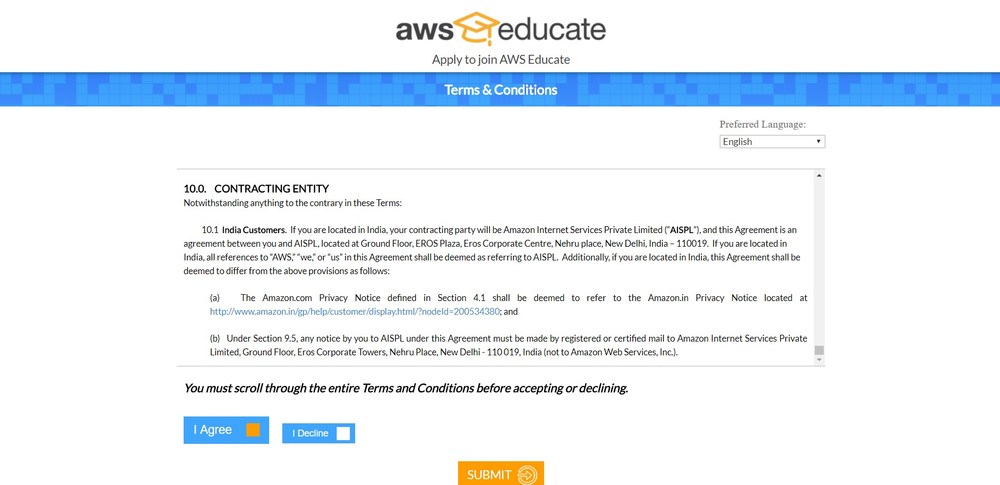 aws educate
Apply to join AWS Educate
Terms & Conditions
Preferred Language:
English
10.0. CONTRACTING ENTITY
Notwithstanding anything to the contrary in these Terms:
10.1 India Customers. If you are located in India, your contracting party will be Amazon Internet Services Private Limited (“AISPL”), and this Agreement is an
agreement between you and AISPL, located at Ground Floor, EROS Plaza, Eros Corporate Centre, Nehru place, New Delhi, India – 110019. If you are located in
India, all references to “AWS,” “we,” or “us” in this Agreement shall be deemed as referring to AISPL. Additionally, if you are located in India, this Agreement shall be
deemed to differ from the above provisions as follows:
(a) The Amazon.com Privacy Notice defined in Section 4.1 shall be deemed to refer to the Amazon.in Privacy Notice located at
http://www.amazon.in/gp/help/customer/display.html/?nodeId=200534380; and
(b) Under Section 9.5, any notice by you to AISPL under this Agreement must be made by registered or certified mail to Amazon Internet Services Private
Limited, Ground Floor, Eros Corporate Towers, Nehru Place, New Delhi - 110 019, India (not to Amazon Web Services, Inc.).
You must scroll through the entire Terms and Conditions before accepting or declining.
I Agree
I Decline
SUBMIT